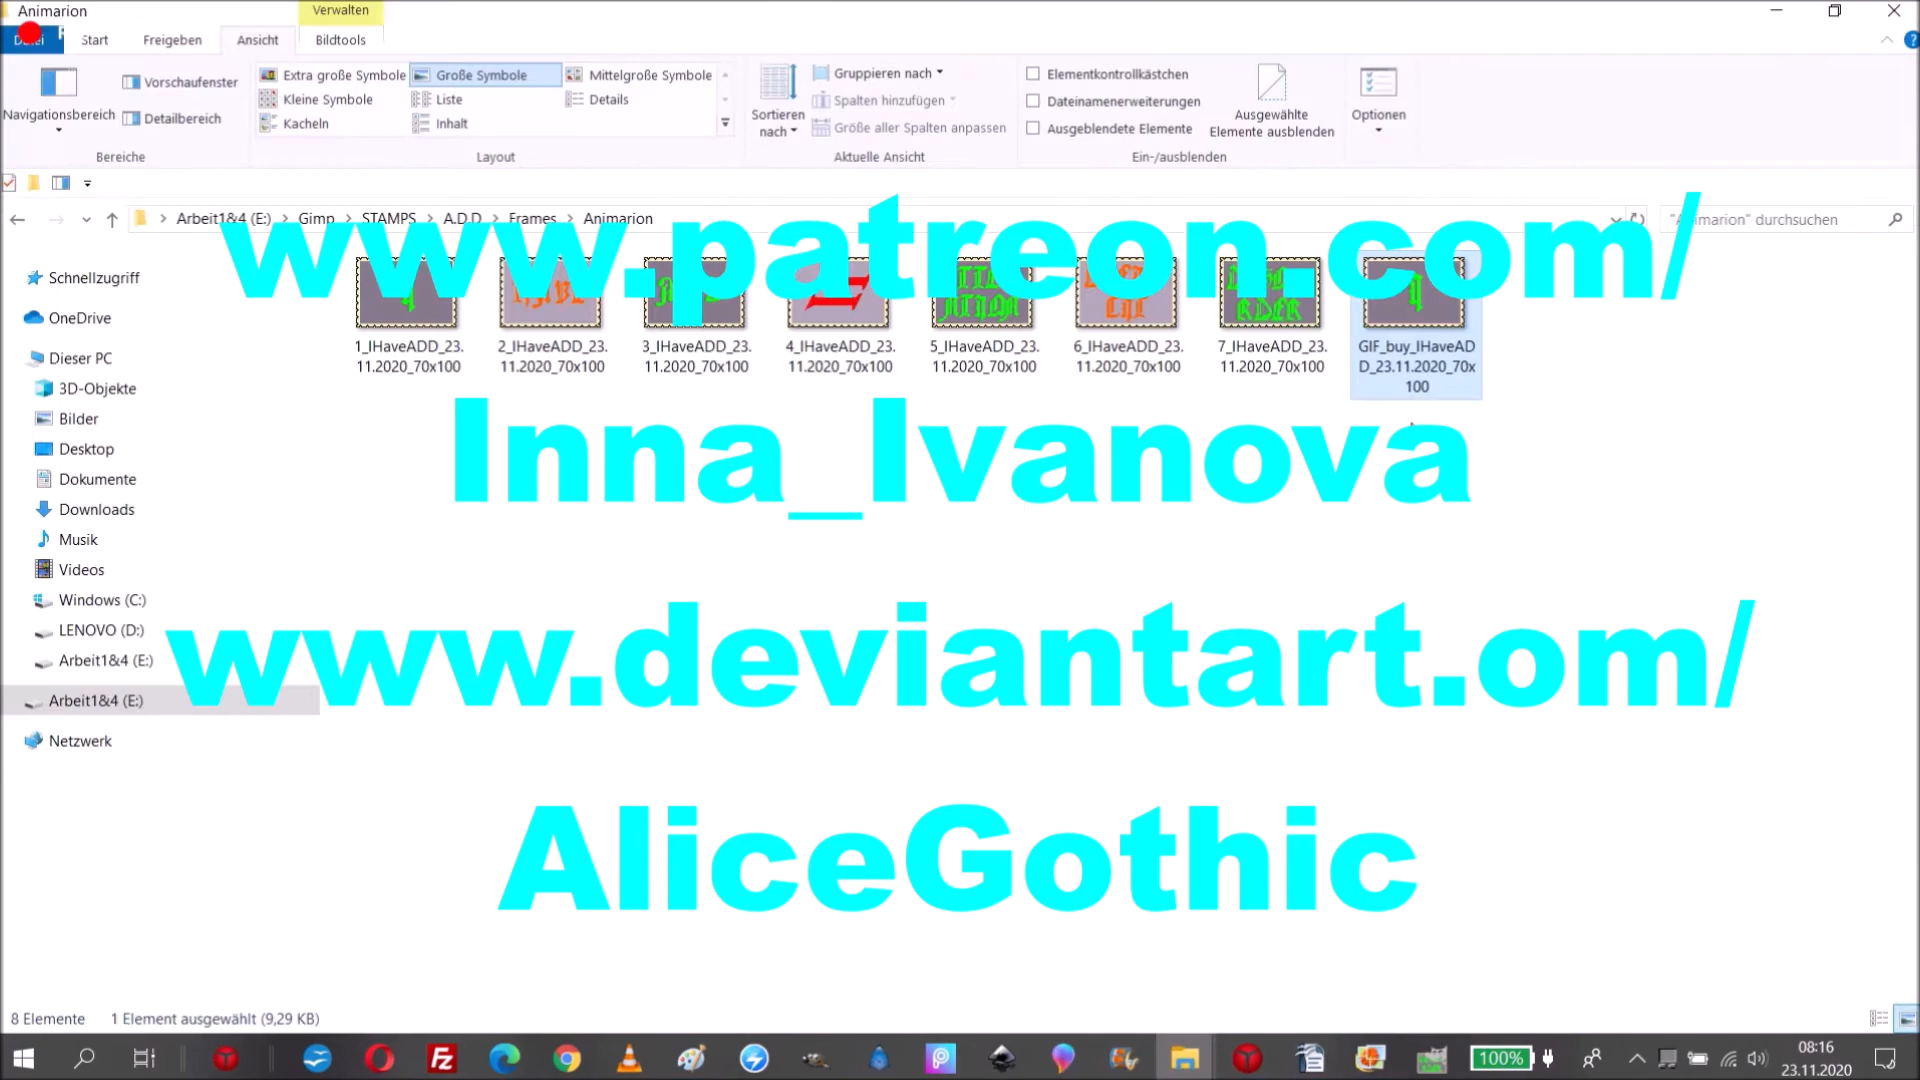 Animarion
Verwalten
Start
Freigeben
Ansicht
Bildtools
Navigationsbereich
Vorschaufenster
Detailbereich
Bereiche
Extra große Symbole
Große Symbole
Mittelgroße Symbole
Kleine Symbole
Liste
Details
Kacheln
Inhalt
Layout
Sortieren
nach
Gruppieren nach
Spalten hinzufügen
Größe aller Spalten anpassen
Aktuelle Ansicht
Elementkontrollkästchen
Dateinamenerweiterungen
Ausgeblendete Elemente
Ausgewählte
Elemente ausblenden
Ein-/ausblenden
Optionen
Arbeit1&4 (E:) > Gimp > STAMPS > A.D.D > Frames > Animarion
"Animarion" durchsuchen
www.patreon.com/
Inna_Ivanova
www.deviantart.om/
AliceGothic
1_IHaveADD_23.
11.2020_70x100
2_IHaveADD_23.
11.2020_70x100
3_IHaveADD_23.
11.2020_70x100
4_IHaveADD_23.
11.2020_70x100
5_IHaveADD_23.
11.2020_70x100
6_IHaveADD_23.
11.2020_70x100
7_IHaveADD_23.
11.2020_70x100
GIF_buy_IHaveAD
D_23.11.2020_70x
100
Schnellzugriff
OneDrive
Dieser PC
3D-Objekte
Bilder
Desktop
Dokumente
Downloads
Musik
Videos
Windows (C:)
LENOVO (D:)
Arbeit1&4 (E:)
Arbeit1&4 (E:)
Netzwerk
8 Elemente
1 Element ausgewählt (9,29 KB)
100%
08:16
23.11.2020